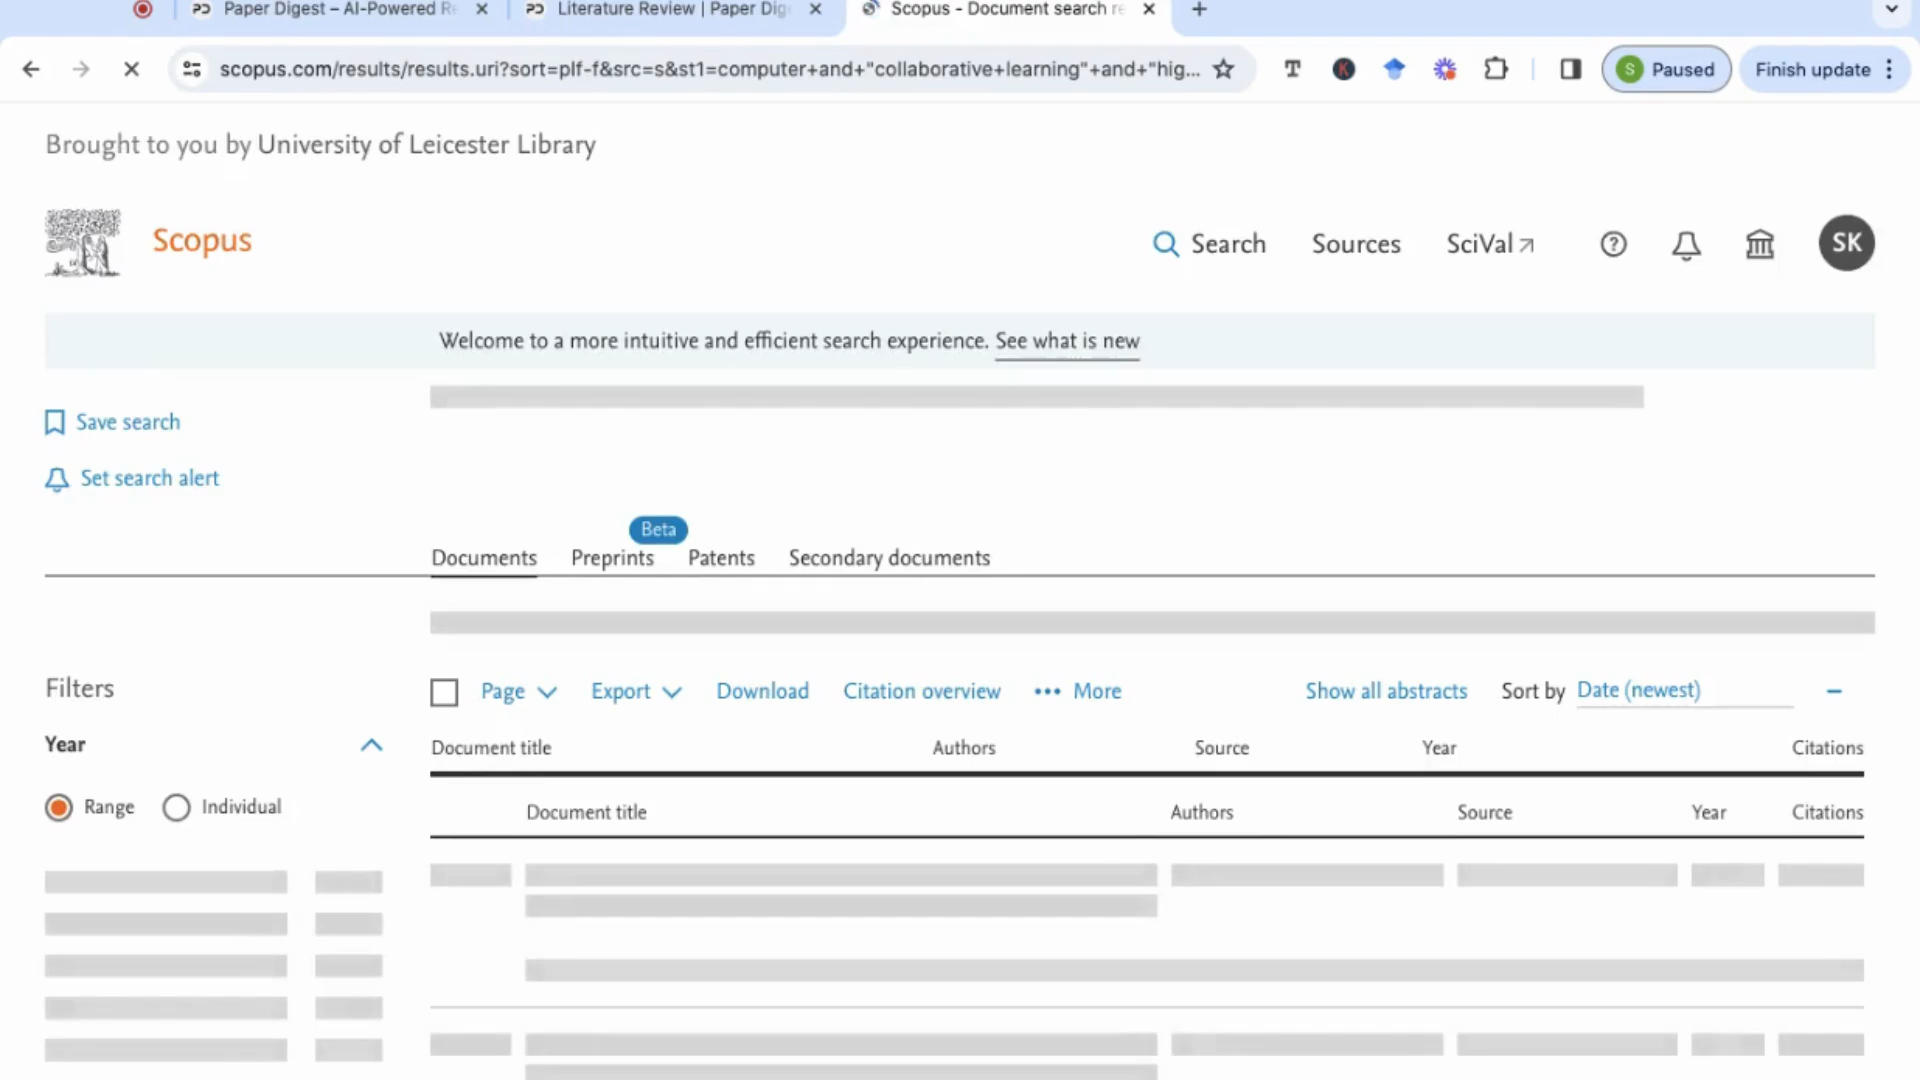 Paper Digest – AI-Powered Re
Literature Review | Paper Dig
Scopus - Document search re
scopus.com/results/results.uri?sort=plf-f&src=s&st1=computer+and+"collaborative+learning"+and+"hig...
T
K
S
Paused
Finish update
Brought to you by University of Leicester Library
Scopus
Search
Sources
SciVal
SK
Welcome to a more intuitive and efficient search experience. See what is new
Save search
Set search alert
Beta
Documents
Preprints
Patents
Secondary documents
Filters
Page
Export
Download
Citation overview
More
Show all abstracts
Sort by Date (newest)
Year
Document title
Authors
Source
Year
Citations
Range
Individual
Document title
Authors
Source
Year
Citations